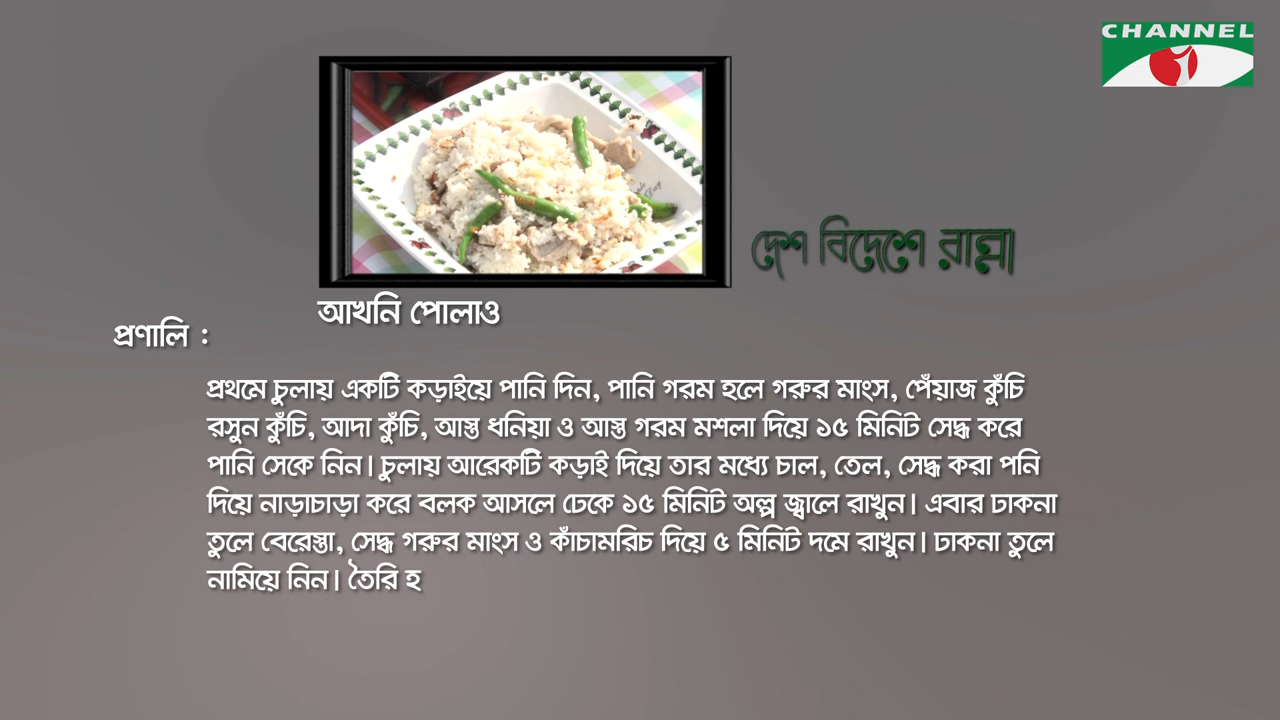 CHANNEL
দেশ বিদেশে রান্না
আখনি পোলাও
প্রণালি :
প্রথমে চুলায় একটি কড়াইয়ে পানি দিন, পানি গরম হলে গরুর মাংস, পেঁয়াজ কুঁচি
রসুন কুঁচি, আদা কুঁচি, আস্ত ধনিয়া ও আস্ত গরম মশলা দিয়ে ১৫ মিনিট সেদ্ধ করে
পানি সেকে নিন। চুলায় আরেকটি কড়াই দিয়ে তার মধ্যে চাল, তেল, সেদ্ধ করা পনি
দিয়ে নাড়াচাড়া করে বলক আসলে ঢেকে ১৫ মিনিট অল্প জ্বালে রাখুন। এবার ঢাকনা
তুলে বেরেস্তা, সেদ্ধ গরুর মাংস ও কাঁচামরিচ দিয়ে ৫ মিনিট দমে রাখুন। ঢাকনা তুলে
নামিয়ে নিন। তৈরি হ